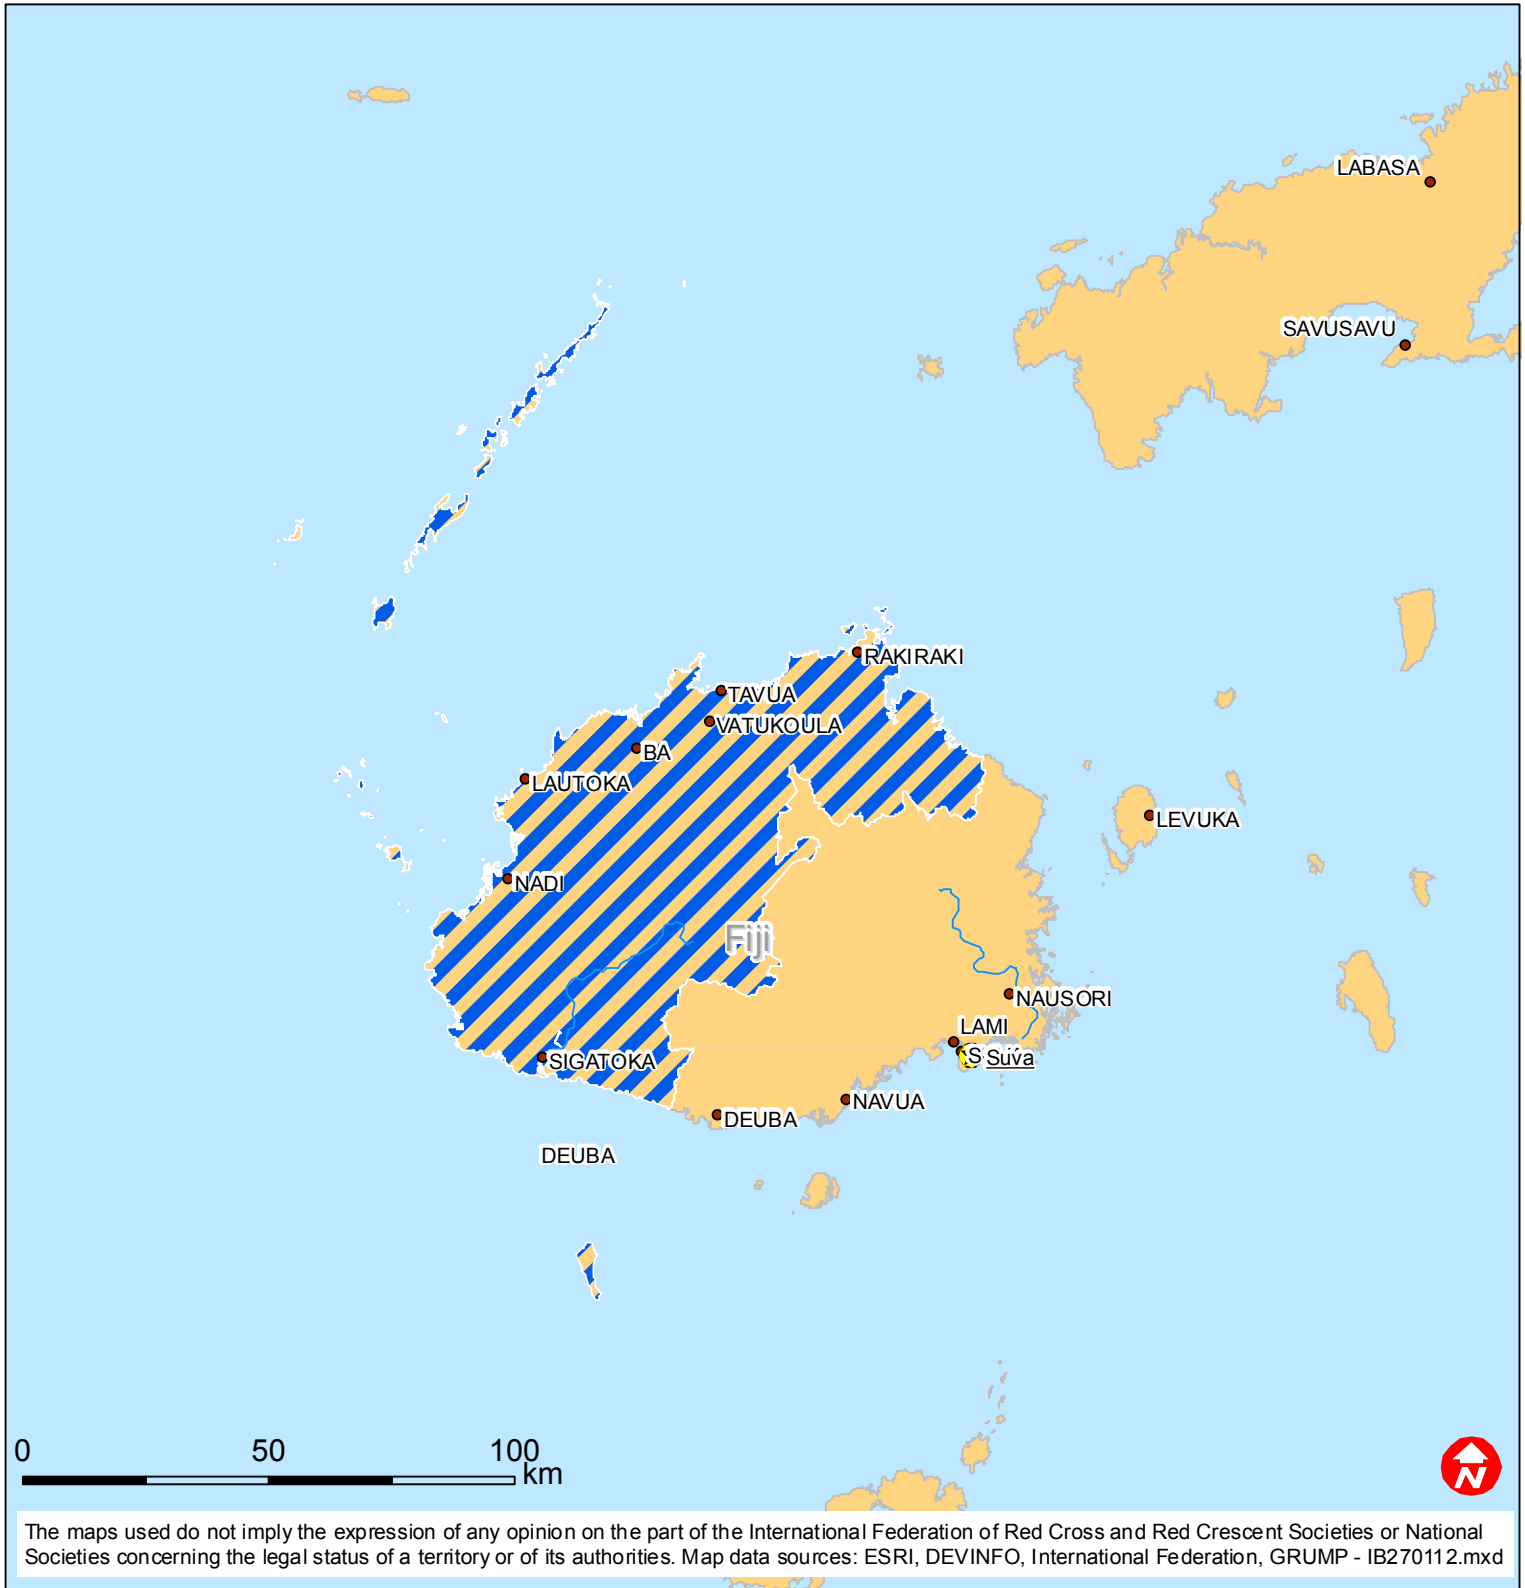 LABASA
SAVUSAVU
RAKIRAKI
TAVUA
VATUKOULA
BA
LAUTOKA
LEVUKA
NADI
Fiji
NAUSORI
LAMI
Suva
SIGATOKA
NAVUA
DEUBA
DEUBA
0 50 100
km
N
The maps used do not imply the expression of any opinion on the part of the International Federation of Red Cross and Red Crescent Societies or National
Societies concerning the legal status of a territory or of its authorities. Map data sources: ESRI, DEVINFO, International Federation, GRUMP - IB270112.mxd